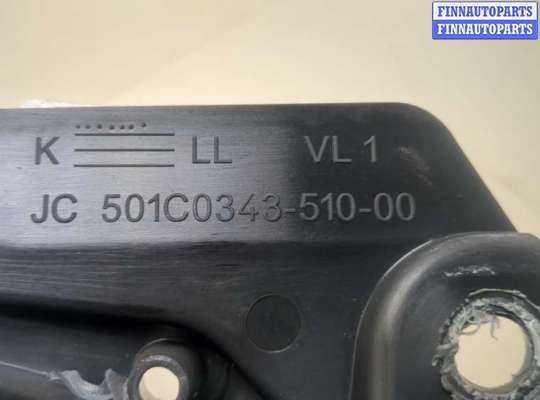 FINNAUTOPARTS
FINNAUTOPARTS
K LL VL 1
JC 501C0343-510-00